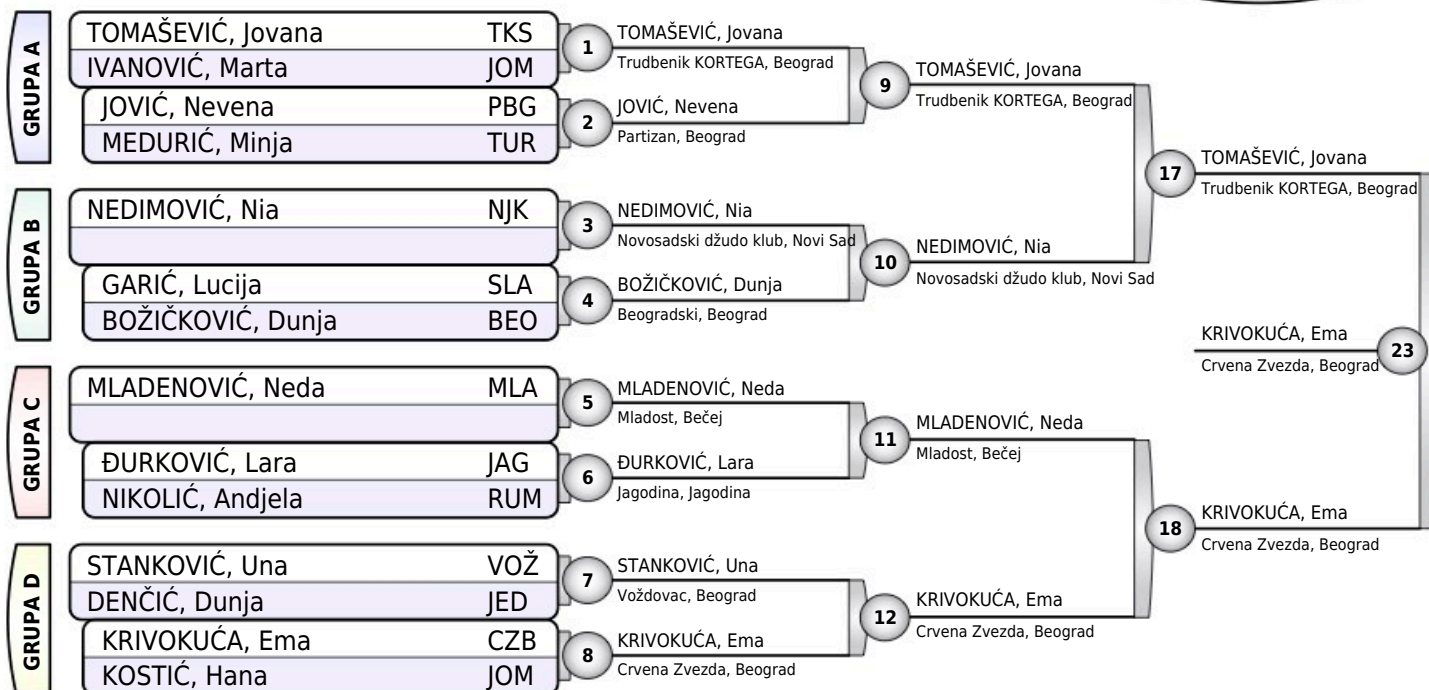 GRUPA A
TOMAŠEVIĆ, Jovana TKS
IVANOVIĆ, Marta JOM
JOVIĆ, Nevena PBG
MEDURIĆ, Minja TUR
GRUPA B
NEDIMOVIĆ, Nia NJK
GARIĆ, Lucija SLA
BOŽIČKOVIĆ, Dunja BEO
GRUPA C
MLADENOVIĆ, Neda MLA
ĐURKOVIĆ, Lara JAG
NIKOLIĆ, Andjela RUM
GRUPA D
STANKOVIĆ, Una VOŽ
DENČIĆ, Dunja JED
KRIVOKUĆA, Ema CZB
KOSTIĆ, Hana JOM
1
TOMAŠEVIĆ, Jovana
Trudbenik KORTEGA, Beograd
2
JOVIĆ, Nevena
Partizan, Beograd
3
NEDIMOVIĆ, Nia
Novosadski džudo klub, Novi Sad
4
BOŽIČKOVIĆ, Dunja
Beogradski, Beograd
5
MLADENOVIĆ, Neda
Mladost, Bečej
6
ĐURKOVIĆ, Lara
Jagodina, Jagodina
7
STANKOVIĆ, Una
Voždovac, Beograd
8
KRIVOKUĆA, Ema
Crvena Zvezda, Beograd
9
TOMAŠEVIĆ, Jovana
Trudbenik KORTEGA, Beograd
10
NEDIMOVIĆ, Nia
Novosadski džudo klub, Novi Sad
11
MLADENOVIĆ, Neda
Mladost, Bečej
12
KRIVOKUĆA, Ema
Crvena Zvezda, Beograd
17
TOMAŠEVIĆ, Jovana
Trudbenik KORTEGA, Beograd
18
KRIVOKUĆA, Ema
Crvena Zvezda, Beograd
KRIVOKUĆA, Ema
Crvena Zvezda, Beograd
23